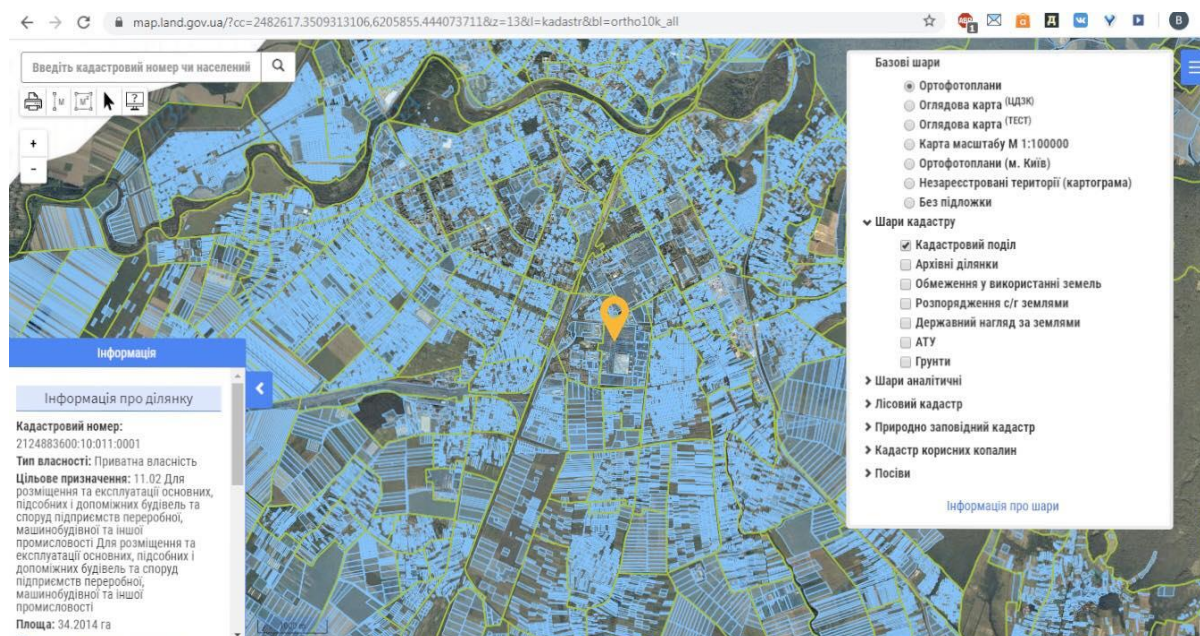 map.land.gov.ua/?cc=2482617.3509313106,6205855.444073711&z=13&l=kadastr&bl=ortho10k_all
1
B
Введіть кадастровий номер чи населений
+
-
Базові шари
Ортофотоплани
Оглядова карта (ЦДЗК)
Оглядова карта (ТЕСТ)
Карта масштабу М 1:100000
Ортофотоплани (м. Київ)
Незареєстровані території (картограма)
Без підложки
Шари кадастру
Кадастровий поділ
Архівні ділянки
Обмеження у використанні земель
Розпорядження с/г землями
Державний нагляд за землями
АТУ
Грунти
Шари аналітичні
Лісовий кадастр
Природно заповідний кадастр
Кадастр корисних копалин
Посіви
Інформація про шари
Інформація
Інформація про ділянку
Кадастровий номер:
2124883600:10:011:0001
Тип власності: Приватна власність
Цільове призначення: 11.02 Для
розміщення та експлуатації основних,
підсобних і допоміжних будівель та
споруд підприємств переробної,
машинобудівної та іншої
промисловості Для розміщення та
експлуатації основних, підсобних і
допоміжних будівель та споруд
підприємств переробної,
машинобудівної та іншої
промисловості
Площа: 34.2014 га